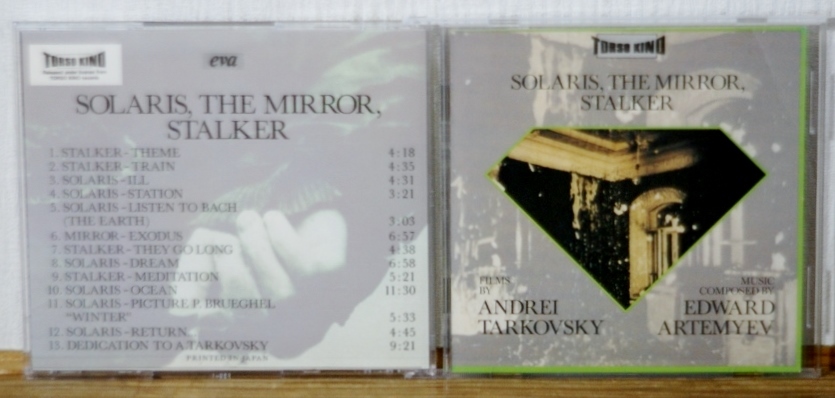 TORSO KINO
eva
SOLARIS, THE MIRROR,
STALKER
1. STALKER-THEME 4:18
2. STALKER-TRAIN 4:35
3. SOLARIS-ILL 4:31
4. SOLARIS-STATION 3:21
5. SOLARIS-LISTEN TO BACH
(THE EARTH) 3:03
6. MIRROR-EXODUS 6:57
7. STALKER-THEY GO LONG 4:38
8. SOLARIS-DREAM 6:58
9. STALKER-MEDITATION 5:21
10. SOLARIS-OCEAN 11:30
11. SOLARIS-PICTURE P. BRUEGHEL
"WINTER" 5:33
12. SOLARIS-RETURN 4:45
13. DEDICATION TO A.TARKOVSKY 9:21
PRINTED IN JAPAN
TORSO KINO
SOLARIS, THE MIRROR,
STALKER
FILMS
BY
ANDREI
TARKOVSKY
MUSIC
COMPOSED BY
EDWARD
ARTEMYEV